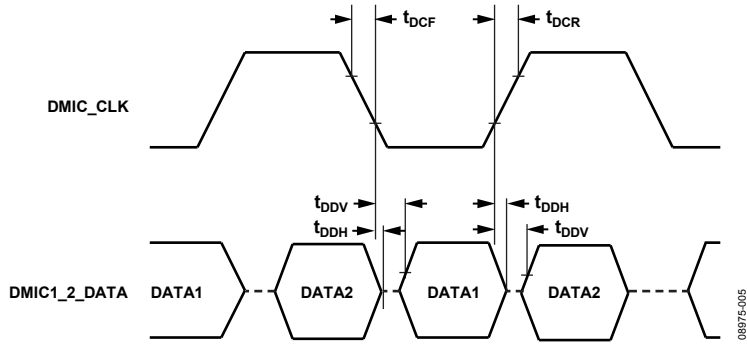 tDCF
tDCR
DMIC_CLK
tDDV
tDDH
tDDH
tDDV
DMIC1_2_DATA
DATA1
DATA2
DATA1
DATA2
08975-005